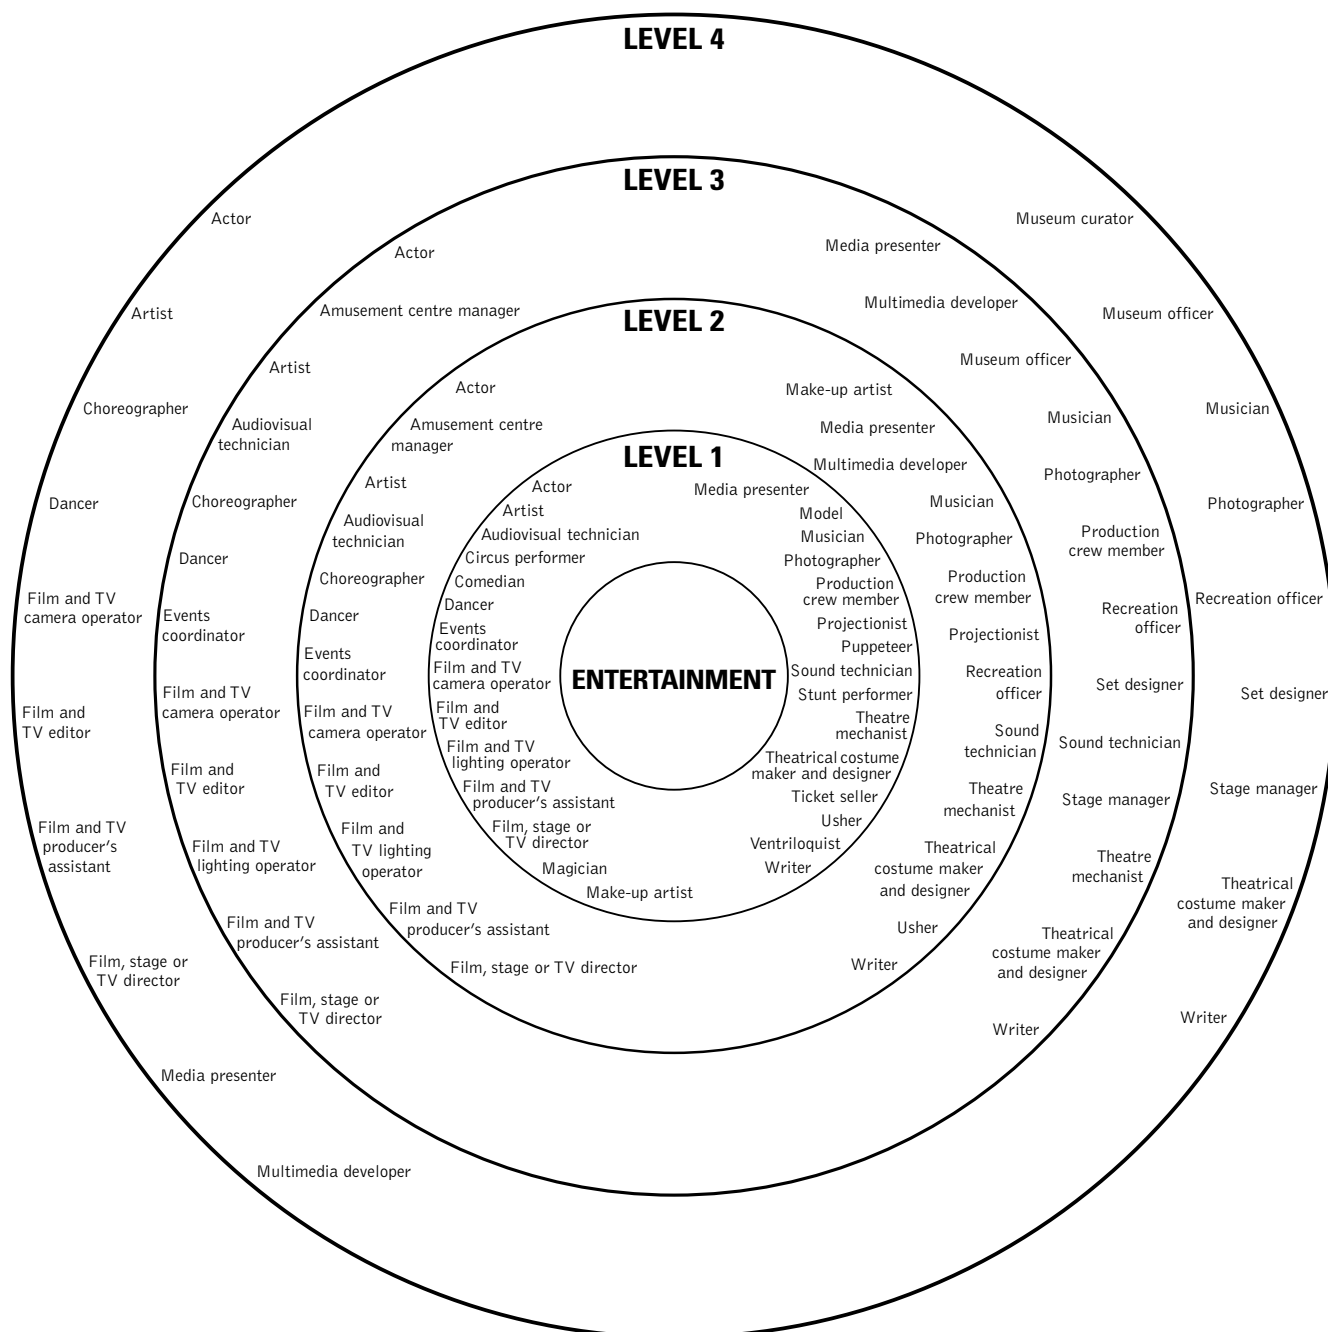 LEVEL 4
Actor
Artist
Choreographer
Dancer
Film and TV
camera operator
Film and
TV editor
Film and TV
producer's
assistant
Film, stage or
TV director
Media presenter
Multimedia developer
Museum curator
Museum officer
Musician
Photographer
Recreation officer
Set designer
Stage manager
Theatrical
costume maker
and designer
Writer
LEVEL 3
Actor
Amusement centre manager
Artist
Audiovisual
technician
Choreographer
Dancer
Events
coordinator
Film and TV
camera operator
Film and
TV editor
Film and TV
lighting operator
Film and TV
producer's assistant
Film, stage or
TV director
Media presenter
Multimedia developer
Museum officer
Musician
Photographer
Production
crew member
Recreation
officer
Set designer
Sound technician
Stage manager
Theatre
mechanist
Theatrical
costume maker
and designer
Writer
LEVEL 2
Actor
Amusement centre
manager
Artist
Audiovisual
technician
Choreographer
Dancer
Events
coordinator
Film and TV
camera operator
Film and
TV editor
Film and
TV lighting
operator
Film and TV
producer's assistant
Film, stage or TV director
Make-up artist
Media presenter
Multimedia developer
Musician
Photographer
Production
crew member
Projectionist
Recreation
officer
Sound
technician
Theatre
mechanist
Theatrical
costume maker
and designer
Usher
Writer
LEVEL 1
Actor
Artist
Audiovisual technician
Circus performer
Comedian
Dancer
Events
coordinator
Film and TV
camera operator
Film and
TV editor
Film and TV
lighting operator
Film and TV
producer's assistant
Film, stage or
TV director
Magician
Make-up artist
Media presenter
Model
Musician
Photographer
Production
crew member
Projectionist
Puppeteer
Sound technician
Stunt performer
Theatre
mechanist
Theatrical costume
maker and designer
Ticket seller
Usher
Ventriloquist
Writer
ENTERTAINMENT